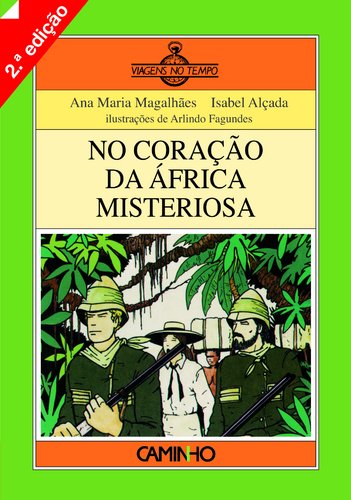 2.ª edição
VIAGENS NO TEMPO
Ana Maria Magalhães Isabel Alçada
ilustrações de Arlindo Fagundes
NO CORAÇÃO
DA ÁFRICA
MISTERIOSA
CAMINHO